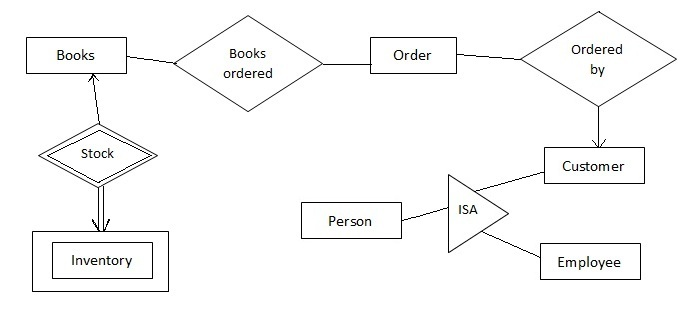 Books
Books
ordered
Order
Ordered
by
Stock
Customer
Person
ISA
Inventory
Employee